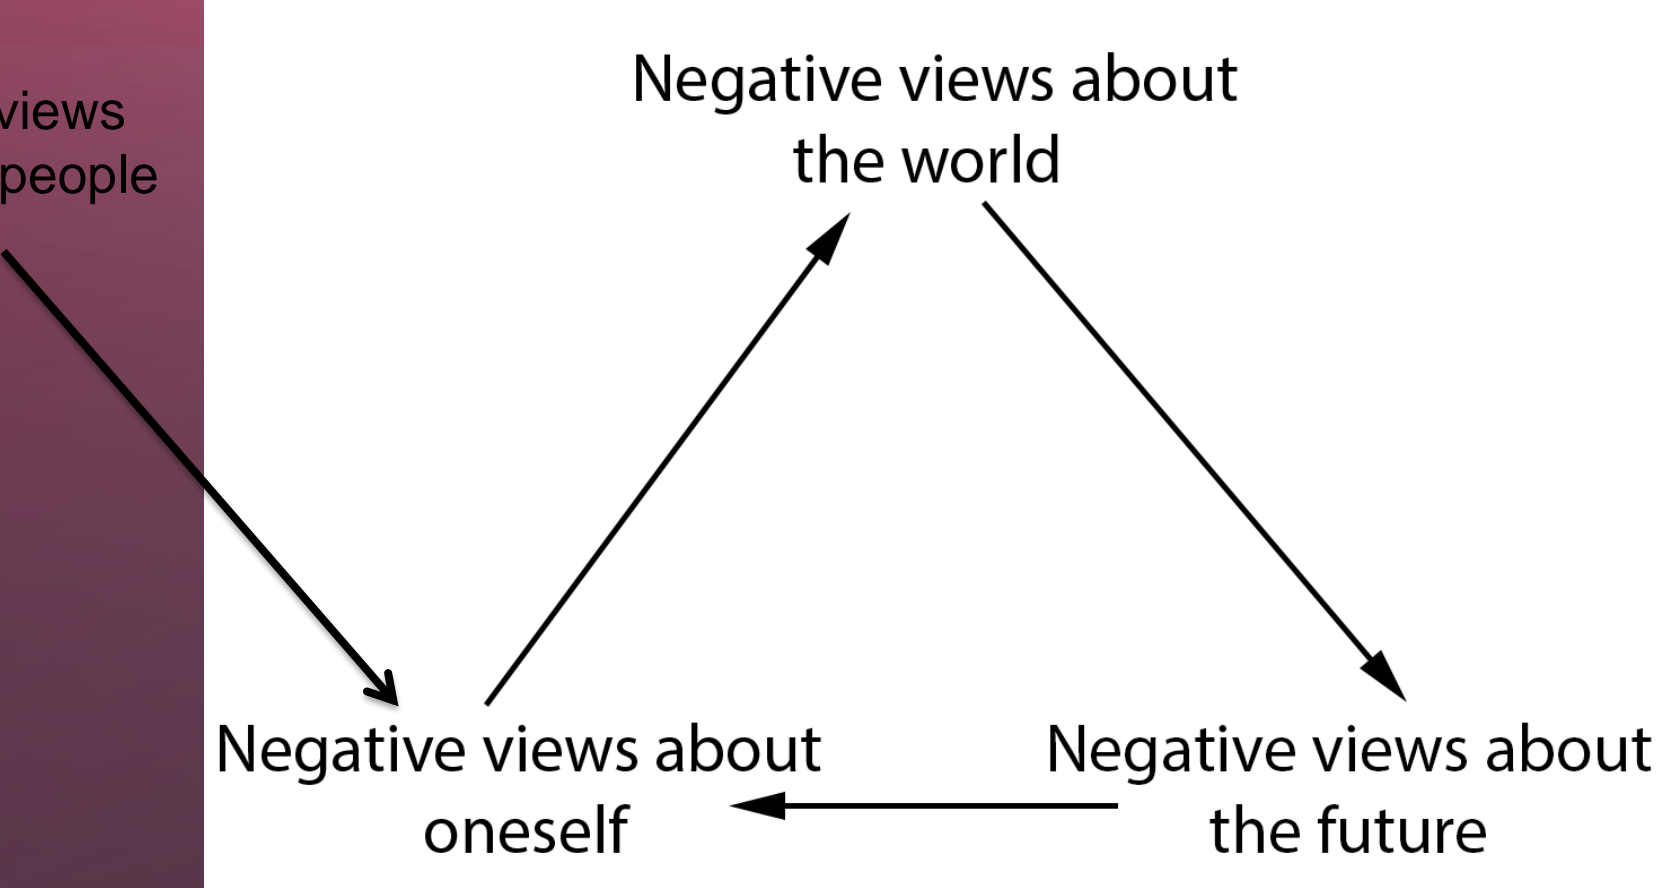 views
people
Negative views about
the world
Negative views about
oneself
Negative views about
the future